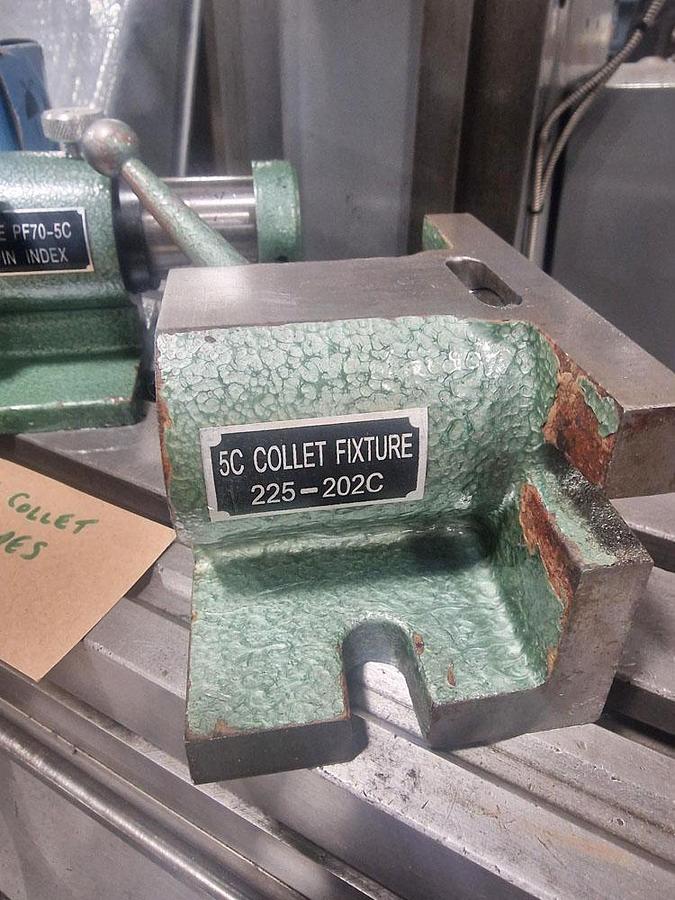 PF70-5C
INDEX
5C COLLET FIXTURE
225-202C
COLLET